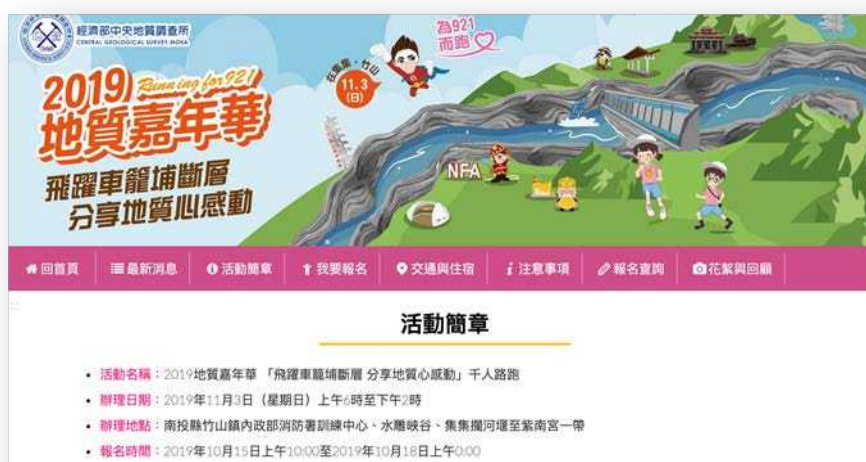 經濟部中央地質調查所
CENTRAL GEOLOGICAL SURVEY·MOEA
為921
而跑
2019 Running for 921
地質嘉年華
在集集·竹山
11.3
(日)
飛躍車籠埔斷層
分享地質心感動
NFA
回首頁 最新消息 活動簡章 我要報名 交通與住宿 注意事項 報名查詢 花絮與回顧
:::
活動簡章
活動名稱：2019地質嘉年華 「飛躍車籠埔斷層 分享地質心感動」千人路跑
辦理日期：2019年11月3日（星期日）上午6時至下午2時
辦理地點：南投縣竹山鎮內政部消防署訓練中心、水雕峽谷、集集攔河堰至紫南宮一帶
報名時間：2019年10月15日上午10:00至2019年10月18日上午0:00